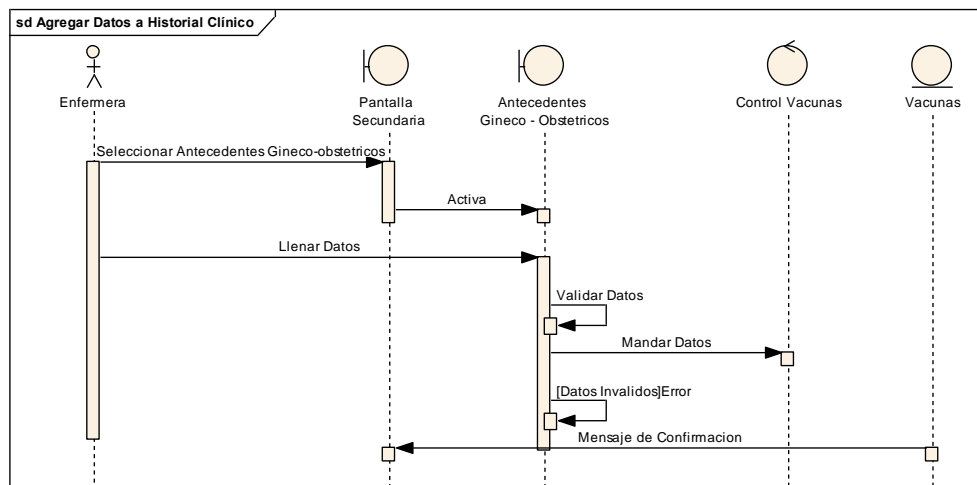 sd Agregar Datos a Historial Clínico
Enfermera
Pantalla
Secundaria
Antecedentes
Gineco - Obstetricos
Control Vacunas
Vacunas
Seleccionar Antecedentes Gineco-obstetricos
Activa
Llenar Datos
Validar Datos
Mandar Datos
[Datos Invalidos]Error
Mensaje de Confirmacion